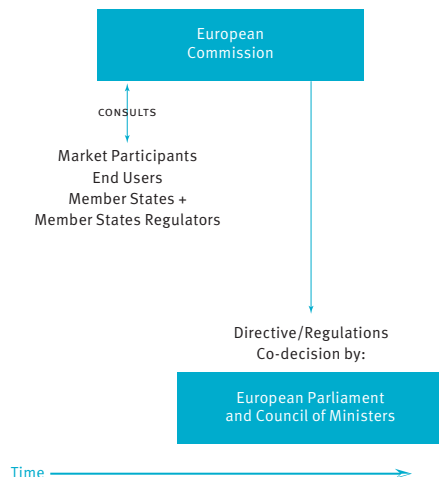 European
Commission
CONSULTS
Market Participants
End Users
Member States +
Member States Regulators
Directive/Regulations
Co-decision by:
European Parliament
and Council of Ministers
Time